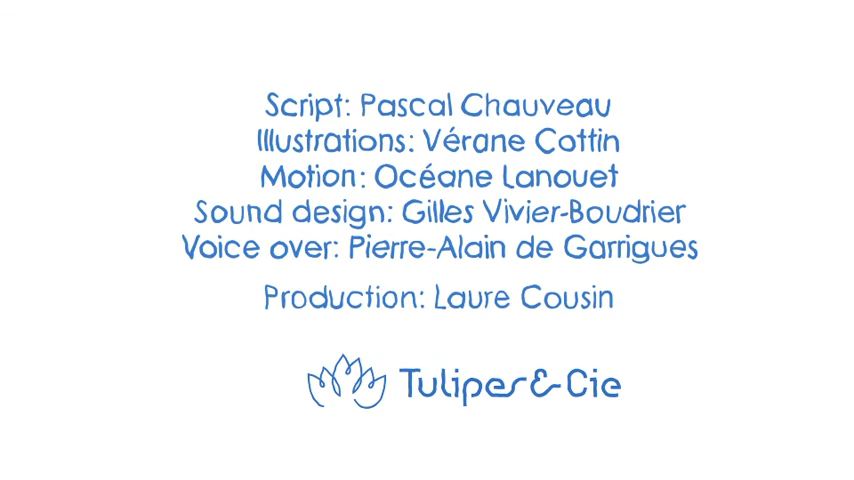 Script: Pascal Chauveau
Illustrations: Vérane Cottin
Motion: Océane Lanouet
Sound design: Gilles Vivier-Boudrier
Voice over: Pierre-Alain de Garrigues
Production: Laure Cousin
Tulipes & Cie